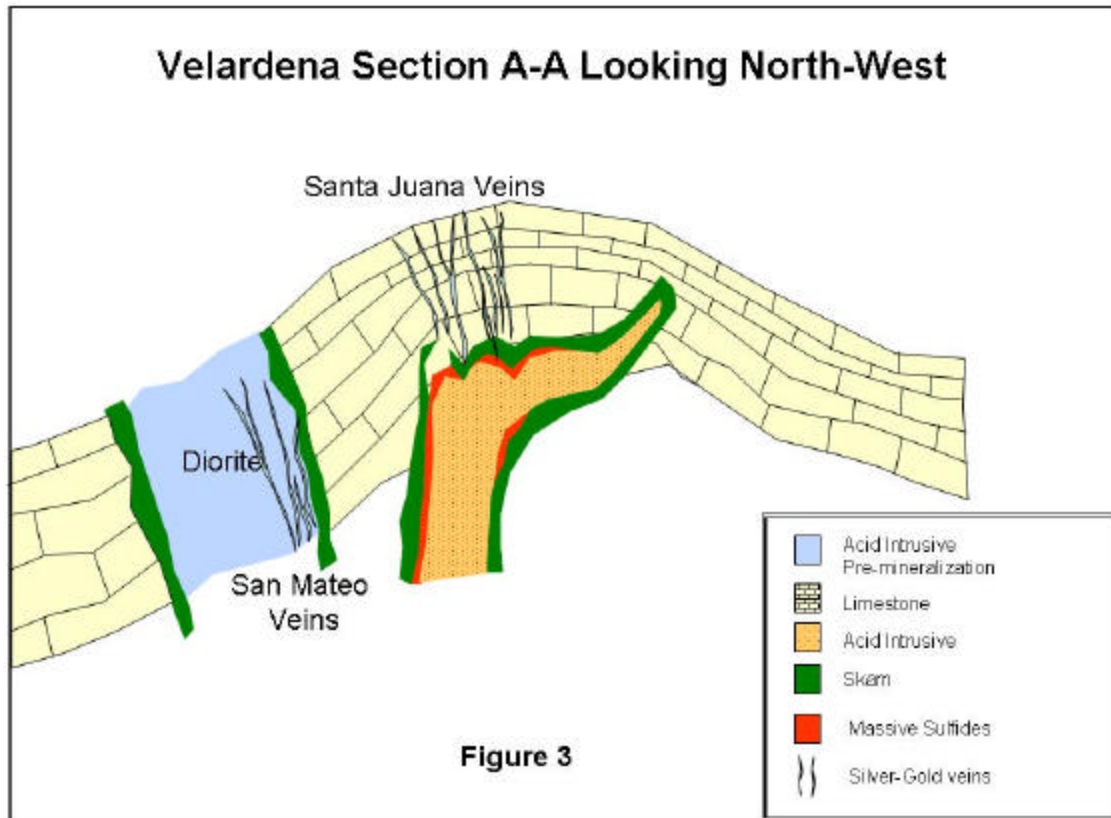 Velardena Section A-A Looking North-West
Santa Juana Veins
Diorite
San Mateo
Veins
Acid Intrusive
Pre-mineralization
Limestone
Acid Intrusive
Skarn
Massive Sulfides
Silver-Gold veins
Figure 3